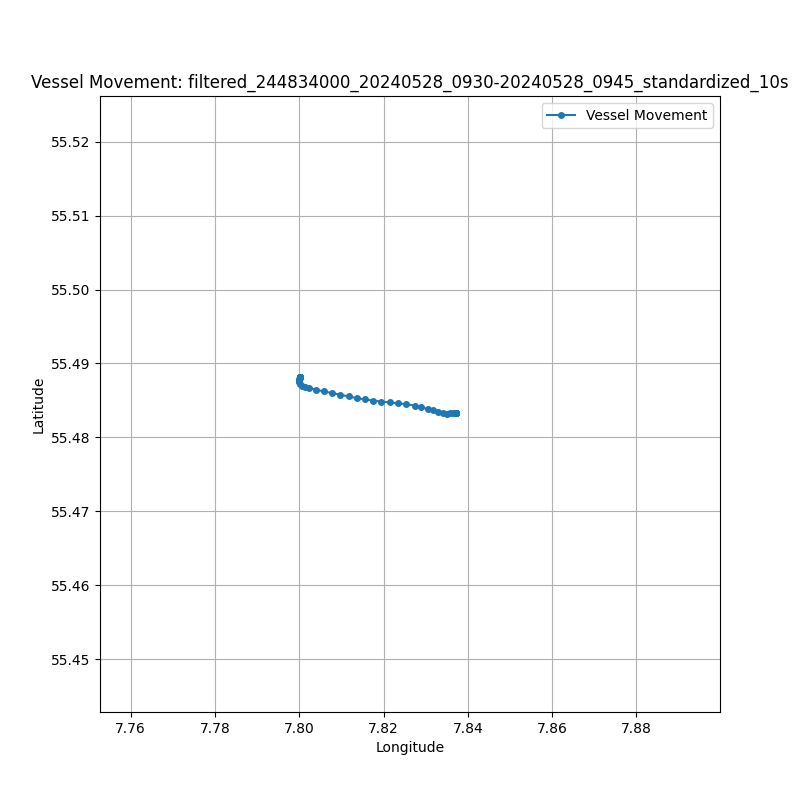 Vessel Movement: filtered_244834000_20240528_0930-20240528_0945_standardized_10s
Vessel Movement
55.52
55.51
55.50
55.49
55.48
55.47
55.46
55.45
Latitude
7.76 7.78 7.80 7.82 7.84 7.86 7.88
Longitude